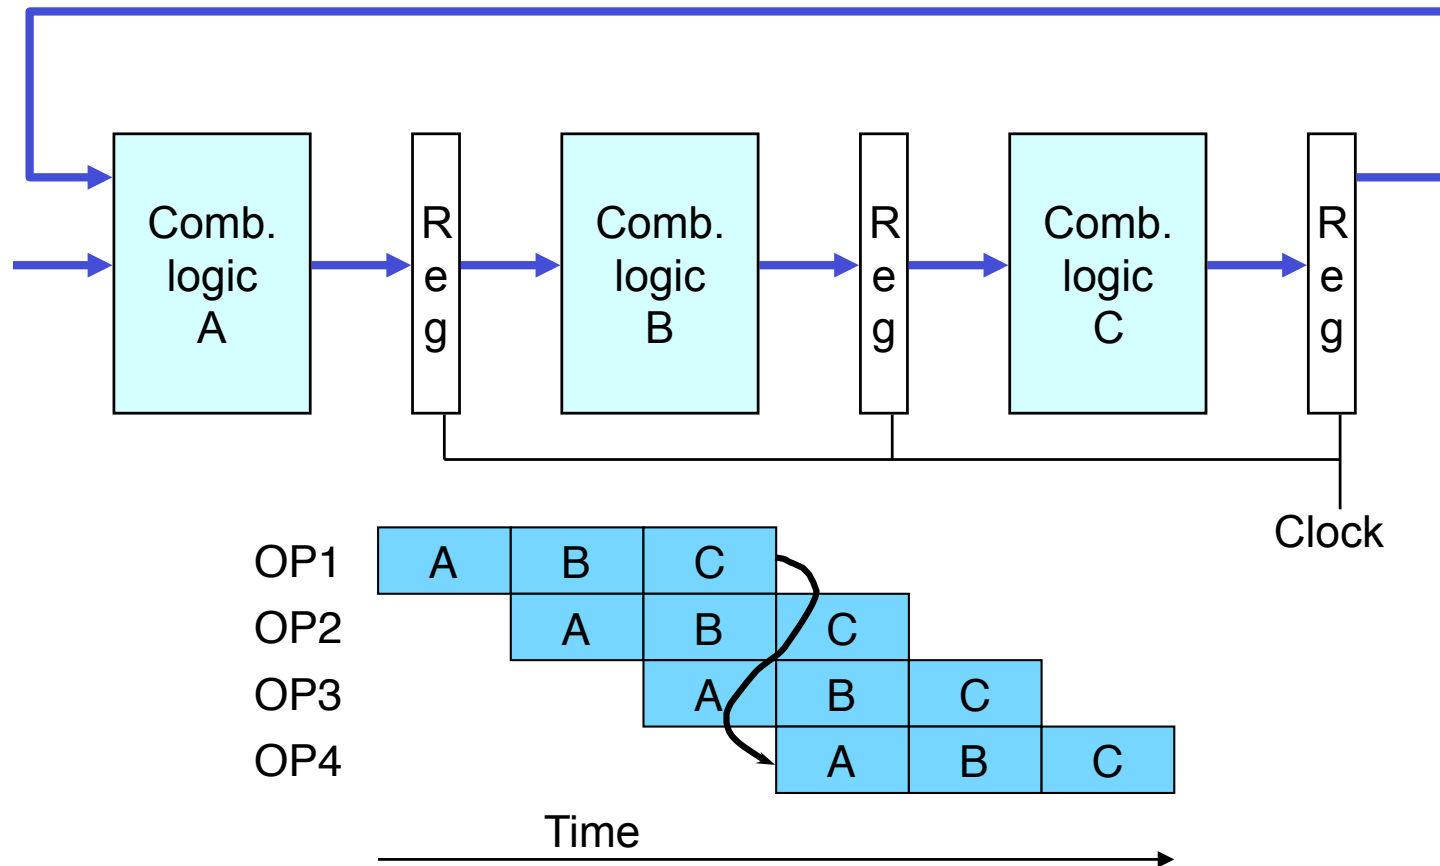 Comb.
logic
A
R
e
g
Comb.
logic
B
R
e
g
Comb.
logic
C
R
e
g
Clock
OP1 A B C
OP2 A B C
OP3 A B C
OP4 A B C
Time